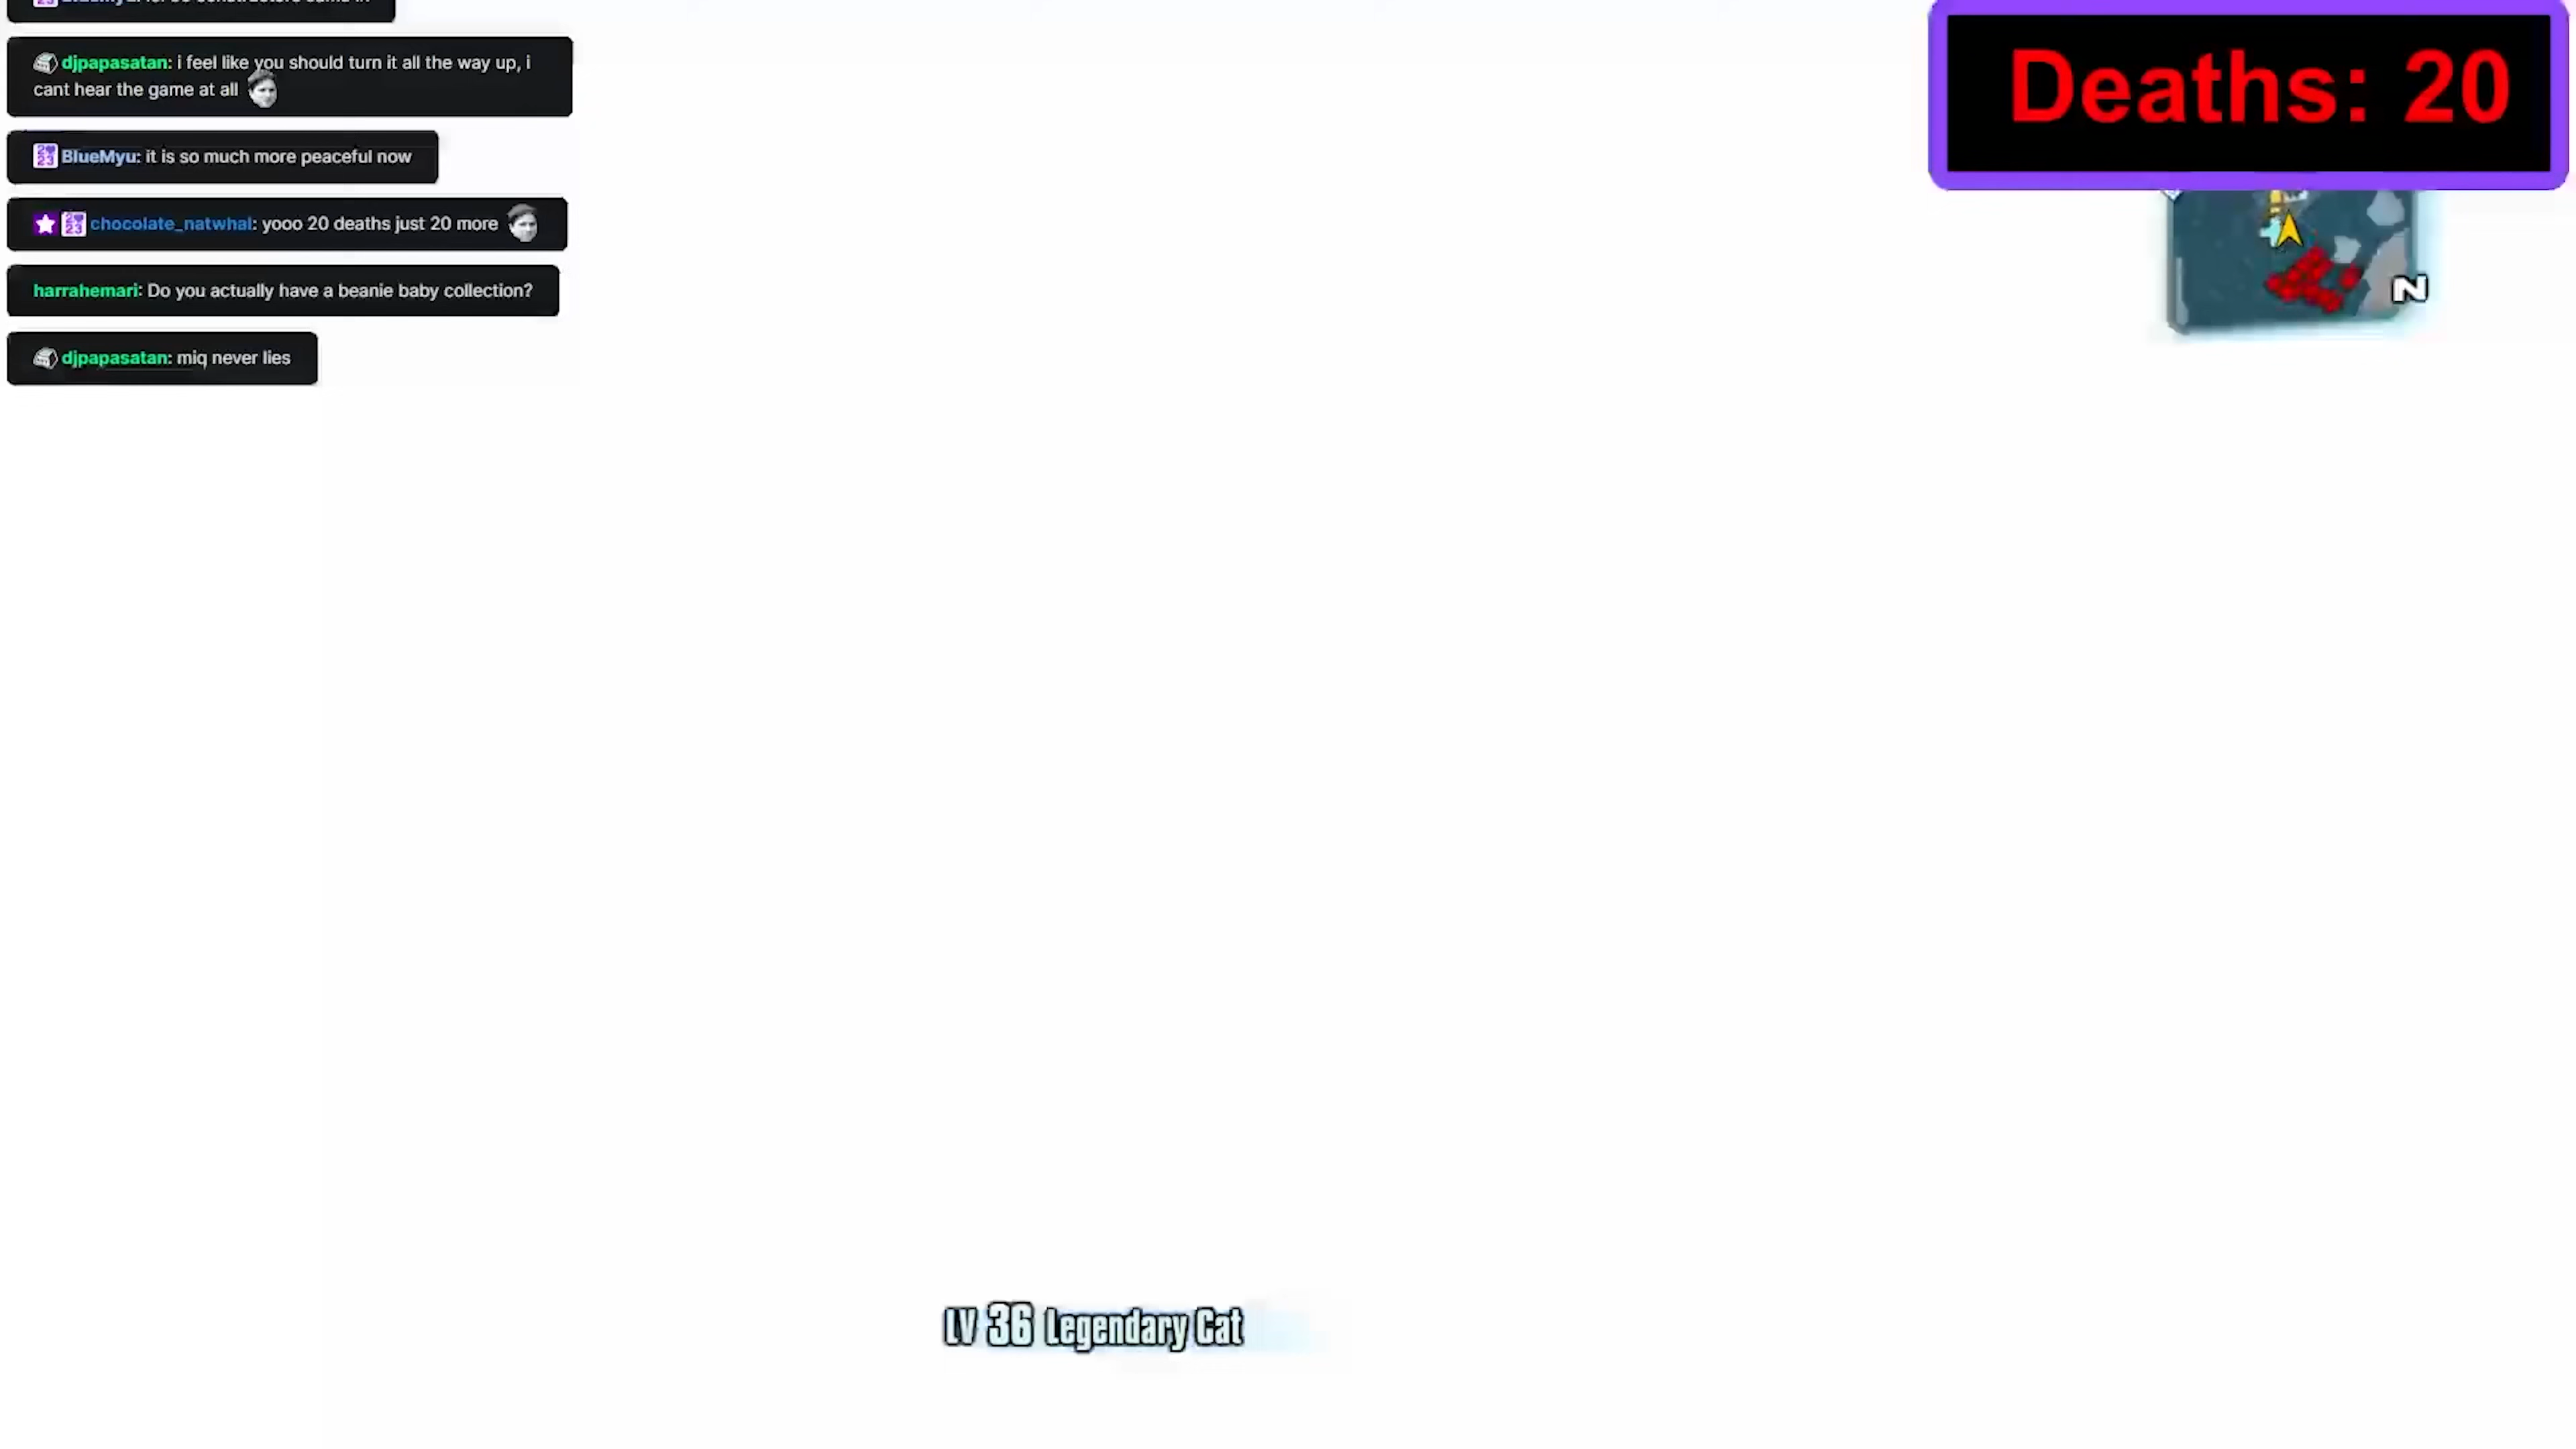 djpapasatan: i feel like you should turn it all the way up, i
cant hear the game at all
BlueMyu: it is so much more peaceful now
chocolate_natwhal: yooo 20 deaths just 20 more
harrahemari: Do you actually have a beanie baby collection?
djpapasatan: miq never lies
Deaths: 20
N
LV 36 Legendary Cat